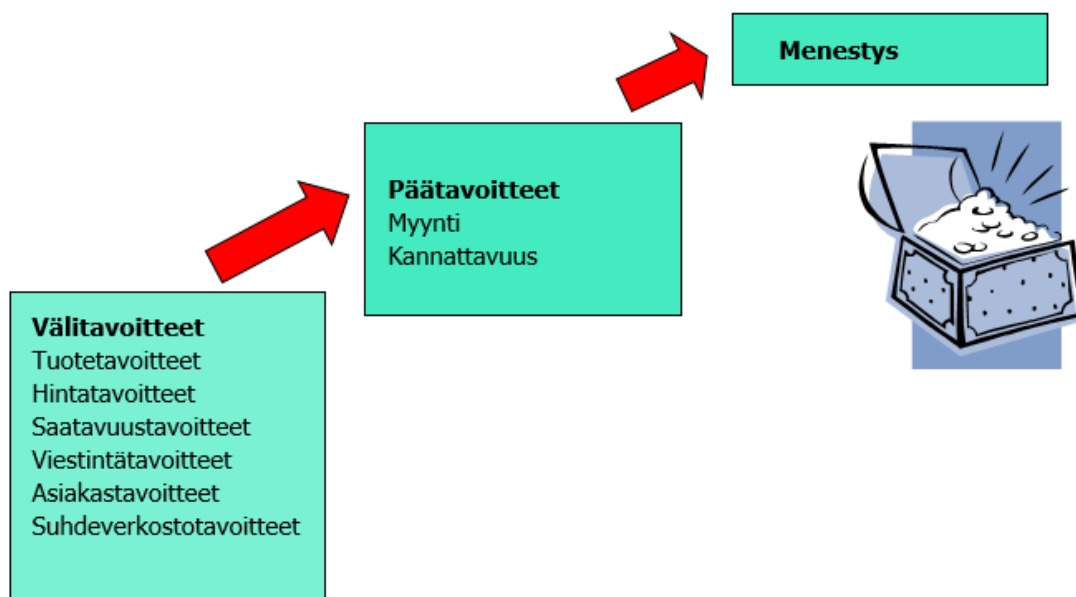 Menestys
Päätavoitteet
Myynti
Kannattavuus
Välitavoitteet
Tuotetavoitteet
Hintatavoitteet
Saatavuustavoitteet
Viestintätavoitteet
Asiakastavoitteet
Suhdeverkostotavoitteet